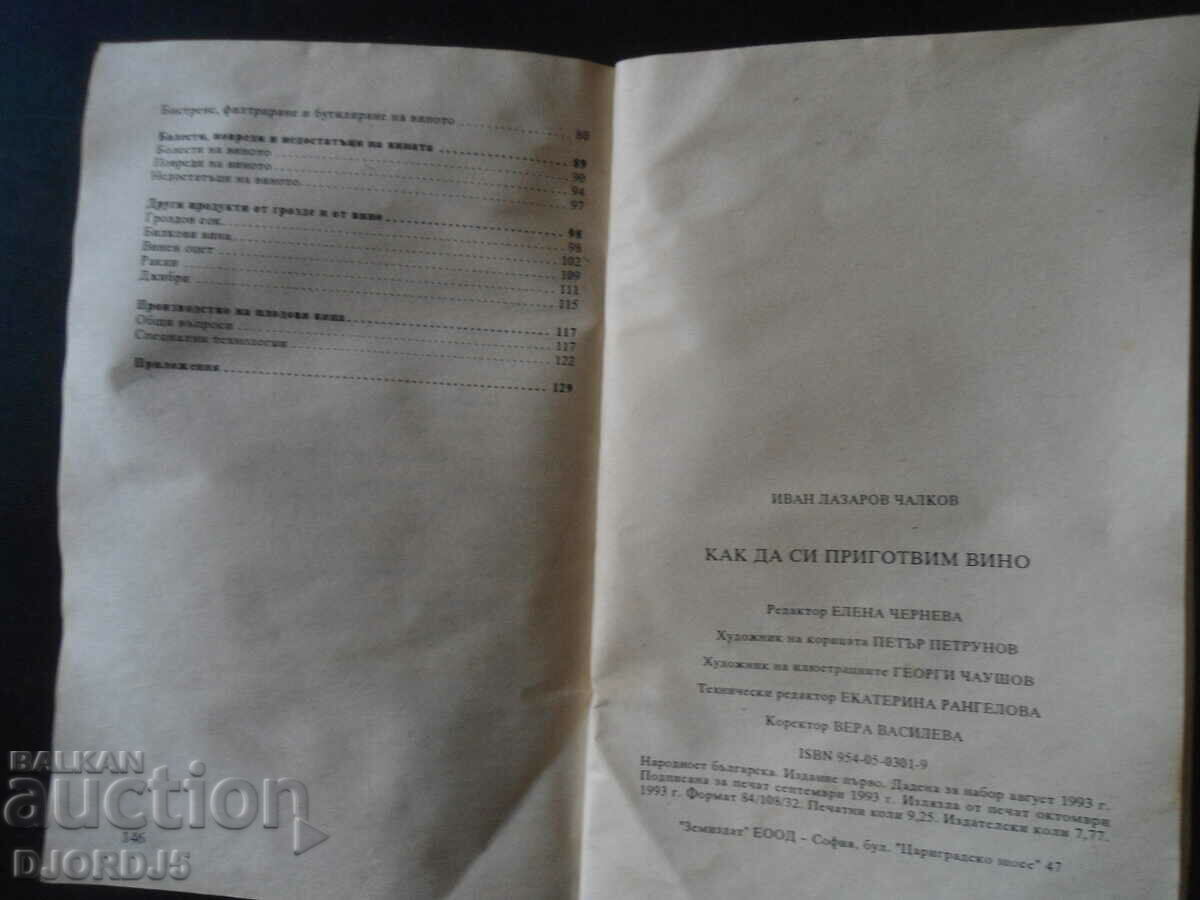 Бистрене, филтриране и бутилиране на виното 80
Болести, повреди и недостатъци на вината 89
Болести на виното 90
Повреди на виното 94
Недостатъци на виното 97
Други продукти от грозде и от вино 98
Гроздов сок 98
Билкови вина 102
Винен оцет 109
Ракии 111
Джибри 115
Производство на плодови вина 117
Общи въпроси 117
Специални технологии 122
Приложения 129
146
ИВАН ЛАЗАРОВ ЧАЛКОВ
КАК ДА СИ ПРИГОТВИМ ВИНО
Редактор ЕЛЕНА ЧЕРНЕВА
Художник на корицата ПЕТЪР ПЕТРУНОВ
Художник на илюстрациите ГЕОРГИ ЧАУШОВ
Технически редактор ЕКАТЕРИНА РАНГЕЛОВА
Коректор ВЕРА ВАСИЛЕВА
ISBN 954-05-0301-9
Народност българска. Издание първо. Дадена за набор август 1993 г.
Подписана за печат септември 1993 г. Излязла от печат октомври
1993 г. Формат 84/108/32. Печатни коли 9,25. Издателски коли 7,77.
"Земиздат" ЕООД – София, бул. "Цариградско шосе" 47
BALKAN
auction
DJORDJ5